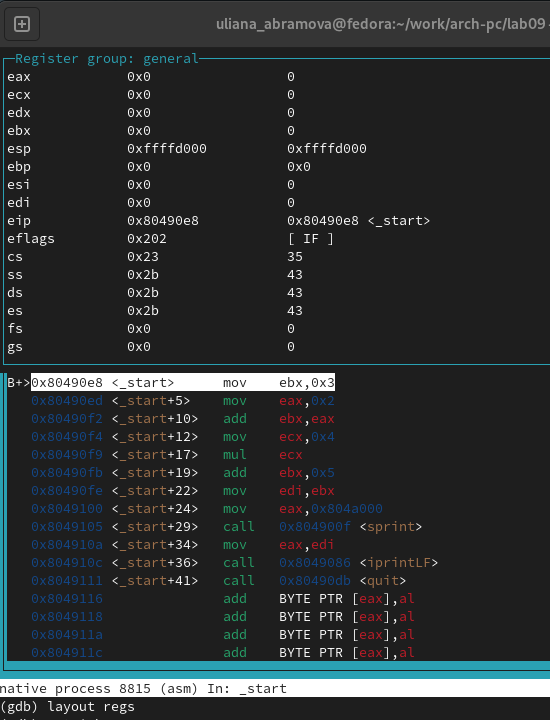 uliana_abramova@fedora:~/work/arch-pc/lab09
Register group: general
eax 0x0 0
ecx 0x0 0
edx 0x0 0
ebx 0x0 0
esp 0xffffd000 0xffffd000
ebp 0x0 0x0
esi 0x0 0
edi 0x0 0
eip 0x80490e8 0x80490e8 <_start>
eflags 0x202 [ IF ]
cs 0x23 35
ss 0x2b 43
ds 0x2b 43
es 0x2b 43
fs 0x0 0
gs 0x0 0
B+>0x80490e8 <_start> mov ebx,0x3
0x80490ed <_start+5> mov eax,0x2
0x80490f2 <_start+10> add ebx,eax
0x80490f4 <_start+12> mov ecx,0x4
0x80490f9 <_start+17> mul ecx
0x80490fb <_start+19> add ebx,0x5
0x80490fe <_start+22> mov edi,ebx
0x8049100 <_start+24> mov eax,0x804a000
0x8049105 <_start+29> call 0x804900f <sprint>
0x804910a <_start+34> mov eax,edi
0x804910c <_start+36> call 0x8049086 <iprintLF>
0x8049111 <_start+41> call 0x80490db <quit>
0x8049116 add BYTE PTR [eax],al
0x8049118 add BYTE PTR [eax],al
0x804911a add BYTE PTR [eax],al
0x804911c add BYTE PTR [eax],al
native process 8815 (asm) In: _start
(gdb) layout regs